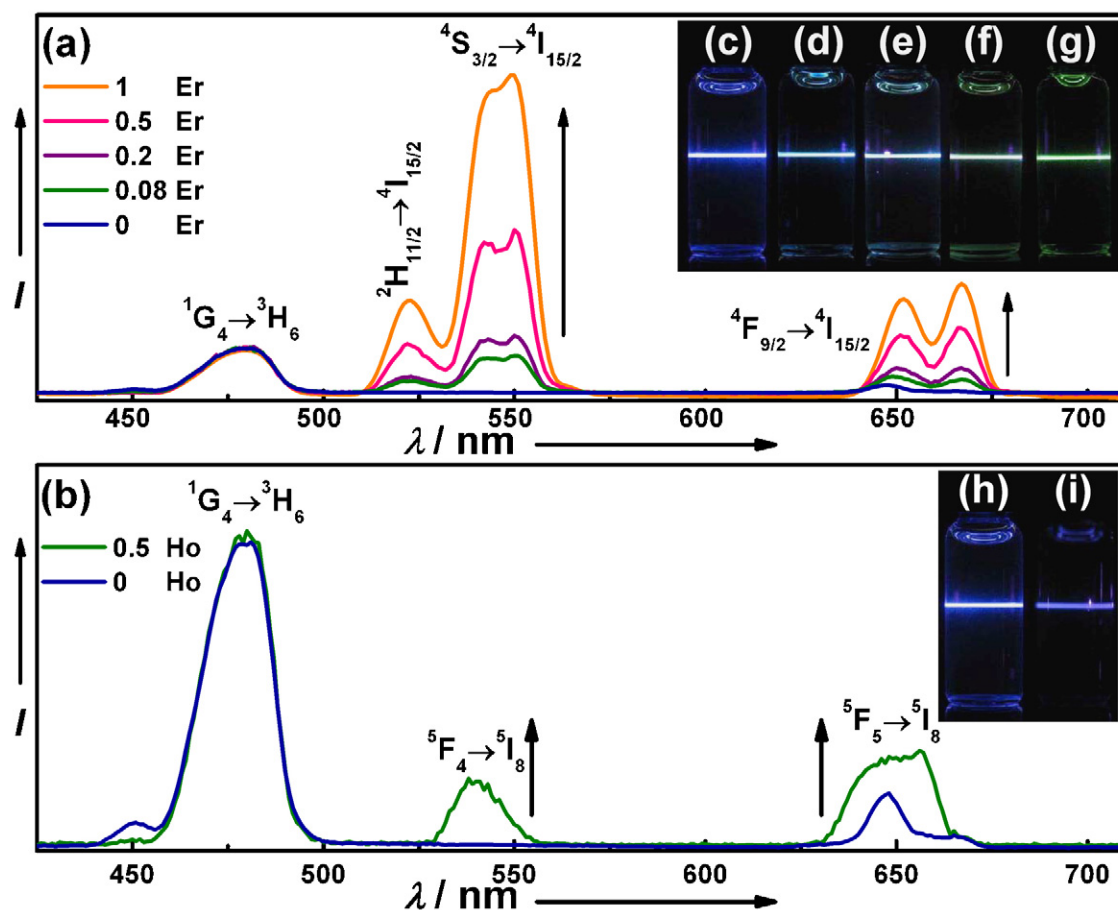 (a)
⁴S₃/₂→⁴I₁₅/₂
1 Er
0.5 Er
0.2 Er
0.08 Er
0 Er
²H₁₁/₂→⁴I₁₅/₂
¹G₄→³H₆
⁴F₉/₂→⁴I₁₅/₂
(c) (d) (e) (f) (g)
I
450 500 550 600 650 700
λ / nm
(b)
¹G₄→³H₆
0.5 Ho
0 Ho
⁵F₄→⁵I₈
⁵F₅→⁵I₈
(h) (i)
I
450 500 550 600 650 700
λ / nm